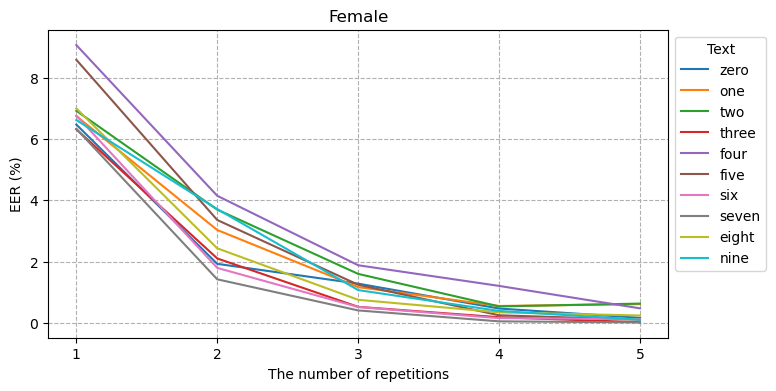 Female
EER (%)
8
6
4
2
0
1 2 3 4 5
The number of repetitions
Text
zero
one
two
three
four
five
six
seven
eight
nine